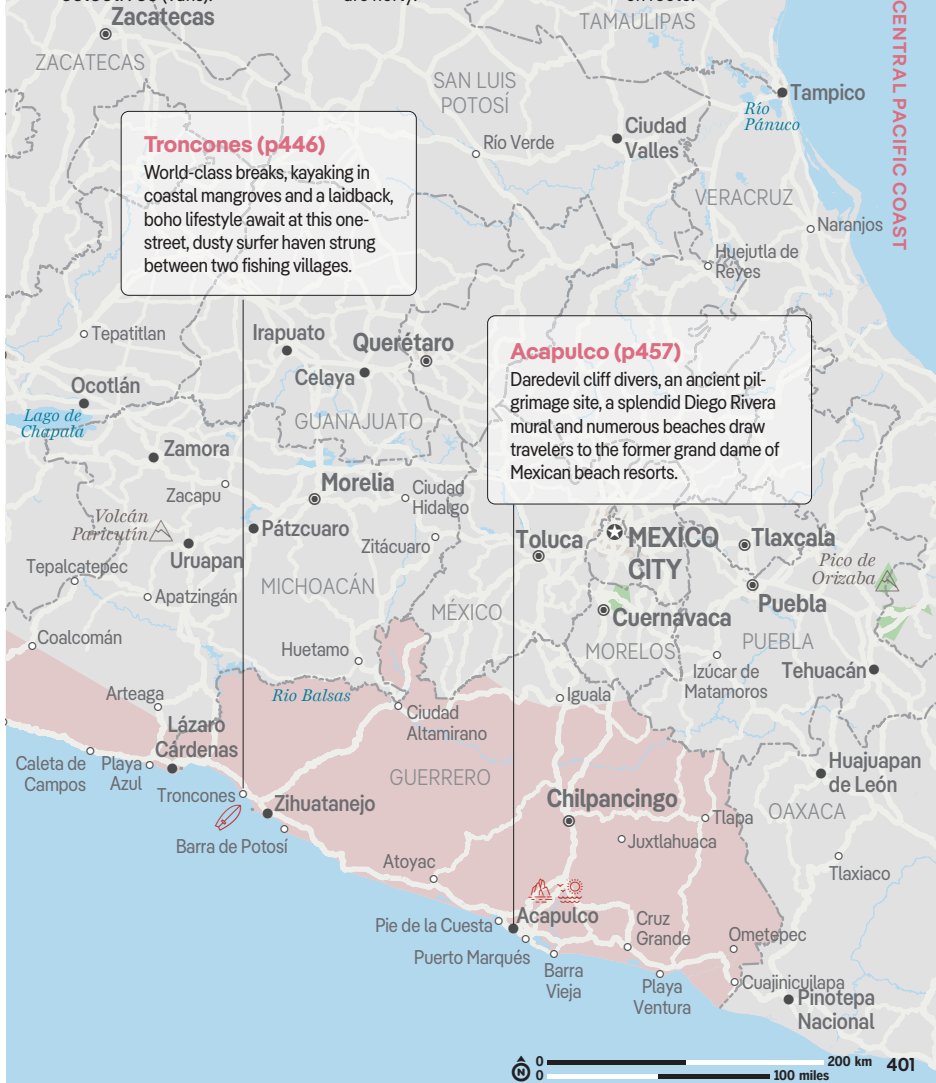 Zacatecas
ZACATECAS
TAMAULIPAS
SAN LUIS
POTOSÍ
Tampico
Río
Pánuco
CENTRAL PACIFIC COAST
Río Verde
Ciudad
Valles
Troncones (p446)
World-class breaks, kayaking in
coastal mangroves and a laidback,
boho lifestyle await at this one-
street, dusty surfer haven strung
between two fishing villages.
VERACRUZ
Naranjos
Huejutla de
Reyes
Tepatitlan
Irapuato
Querétaro
Celaya
Ocotlán
Lago de
Chapala
GUANAJUATO
Acapulco (p457)
Daredevil cliff divers, an ancient pil-
grimage site, a splendid Diego Rivera
mural and numerous beaches draw
travelers to the former grand dame of
Mexican beach resorts.
Zamora
Zacapu
Morelia
Ciudad
Hidalgo
Volcán
Paricutín
Pátzcuaro
Uruapan
Zitácuaro
Toluca
MEXICO
CITY
Tlaxcala
Pico de
Orizaba
Tepalcatepec
Apatzingán
MICHOACÁN
MÉXICO
Cuernavaca
Puebla
Coalcomán
Huetamo
MORELOS
PUEBLA
Izúcar de
Matamoros
Tehuacán
Arteaga
Río Balsas
Iguala
Ciudad
Altamirano
Lázaro
Cárdenas
Caleta de
Campos
Playa
Azul
GUERRERO
Huajuapan
de León
Troncones
Zihuatanejo
Chilpancingo
OAXACA
Barra de Potosí
Tlapa
Juxtlahuaca
Atoyac
Tlaxiaco
Pie de la Cuesta
Acapulco
Cruz
Grande
Ometepec
Puerto Marqués
Barra
Vieja
Playa
Ventura
Cuajinicuilapa
Pinotepa
Nacional
N
0 200 km
0 100 miles
401